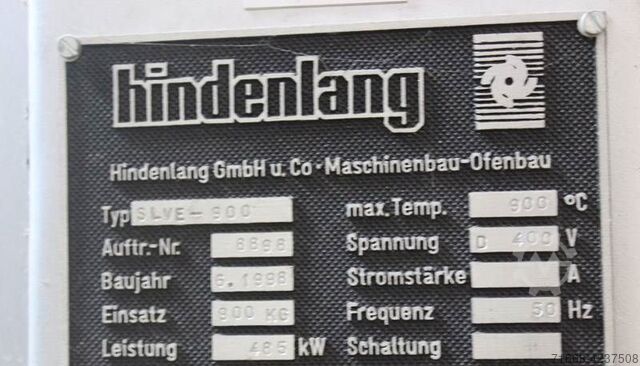 hindenlang
Hindenlang GmbH u. Co · Maschinenbau-Ofenbau
Typ SLVE-900 max. Temp. 900 °C
Auftr.-Nr. 8898 Spannung D 400 V
Baujahr 6.1998 Stromstärke A
Einsatz 900 KG Frequenz 50 Hz
Leistung 485 kW Schaltung